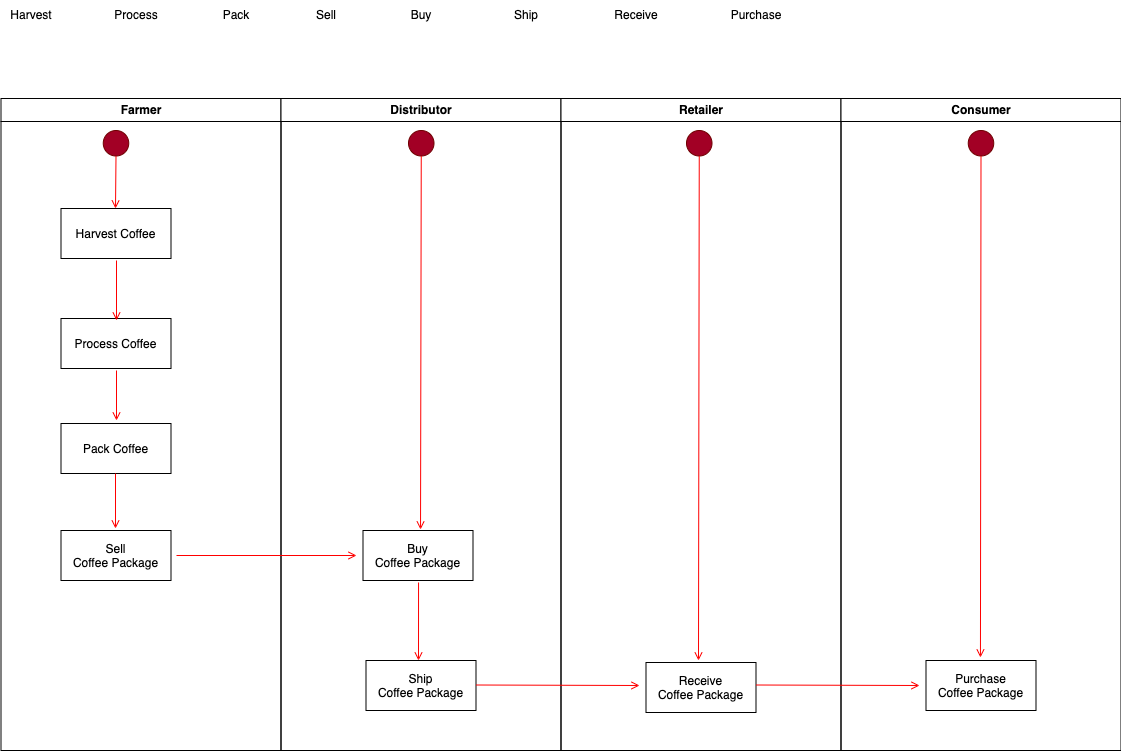 Harvest Process Pack Sell Buy Ship Receive Purchase
Farmer Distributor Retailer Consumer
Harvest Coffee
Process Coffee
Pack Coffee
Sell
Coffee Package
Buy
Coffee Package
Ship
Coffee Package
Receive
Coffee Package
Purchase
Coffee Package